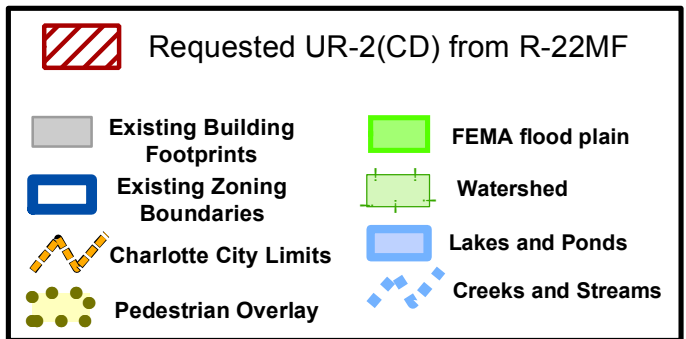 Requested UR-2(CD) from R-22MF
Existing Building
Footprints
Existing Zoning
Boundaries
Charlotte City Limits
Pedestrian Overlay
FEMA flood plain
Watershed
Lakes and Ponds
Creeks and Streams